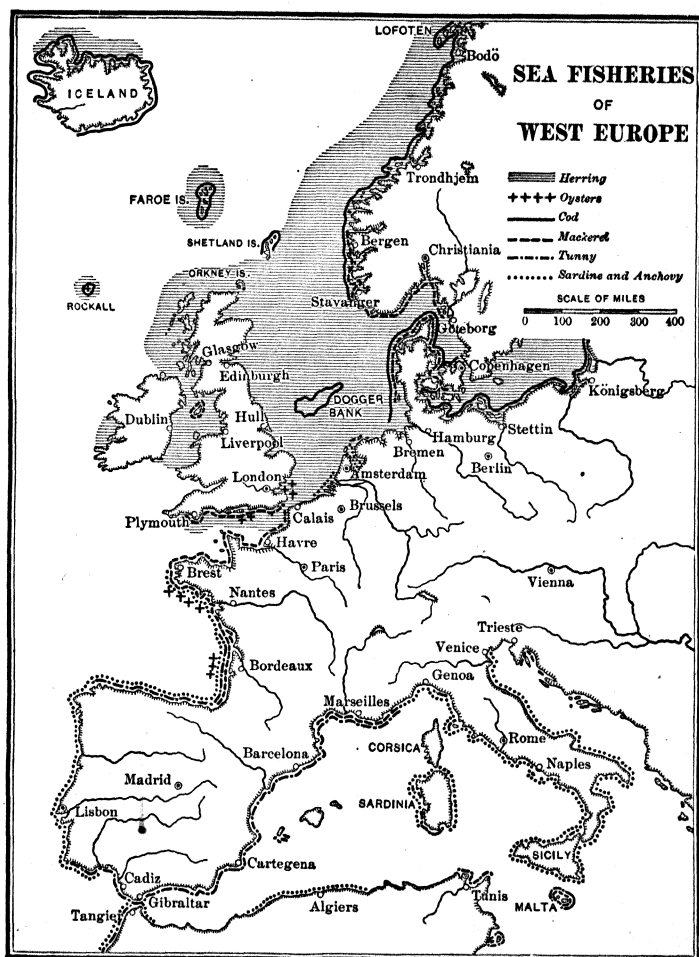 LOFOTEN
Bodö
SEA FISHERIES
OF
WEST EUROPE
ICELAND
Herring
Oysters
Cod
Mackerel
Tunny
Sardine and Anchovy
SCALE OF MILES
0 100 200 300 400
Trondhjem
FAROE IS.
SHETLAND IS.
Bergen
Christiania
ORKNEY IS.
ROCKALL
Stavanger
Göteborg
Glasgow
Edinburgh
Copenhagen
Königsberg
DOGGER
BANK
Dublin
Hull
Liverpool
Hamburg
Stettin
Bremen
Berlin
London
Amsterdam
Plymouth
Calais
Brussels
Havre
Brest
Paris
Vienna
Nantes
Trieste
Venice
Bordeaux
Genoa
Marseilles
Barcelona
CORSICA
Rome
Naples
Madrid
SARDINIA
Lisbon
SICILY
Cartegena
Cadiz
Gibraltar
Algiers
Tunis
MALTA
Tangier